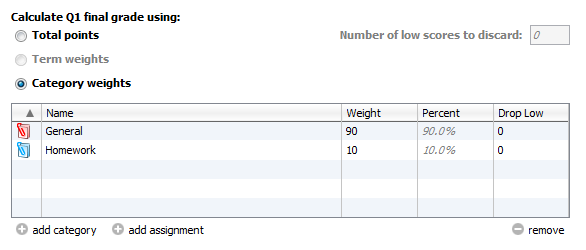 Calculate Q1 final grade using:
Total points
Number of low scores to discard: 0
Term weights
Category weights
Name Weight Percent Drop Low
General 90 90.0% 0
Homework 10 10.0% 0
add category add assignment remove